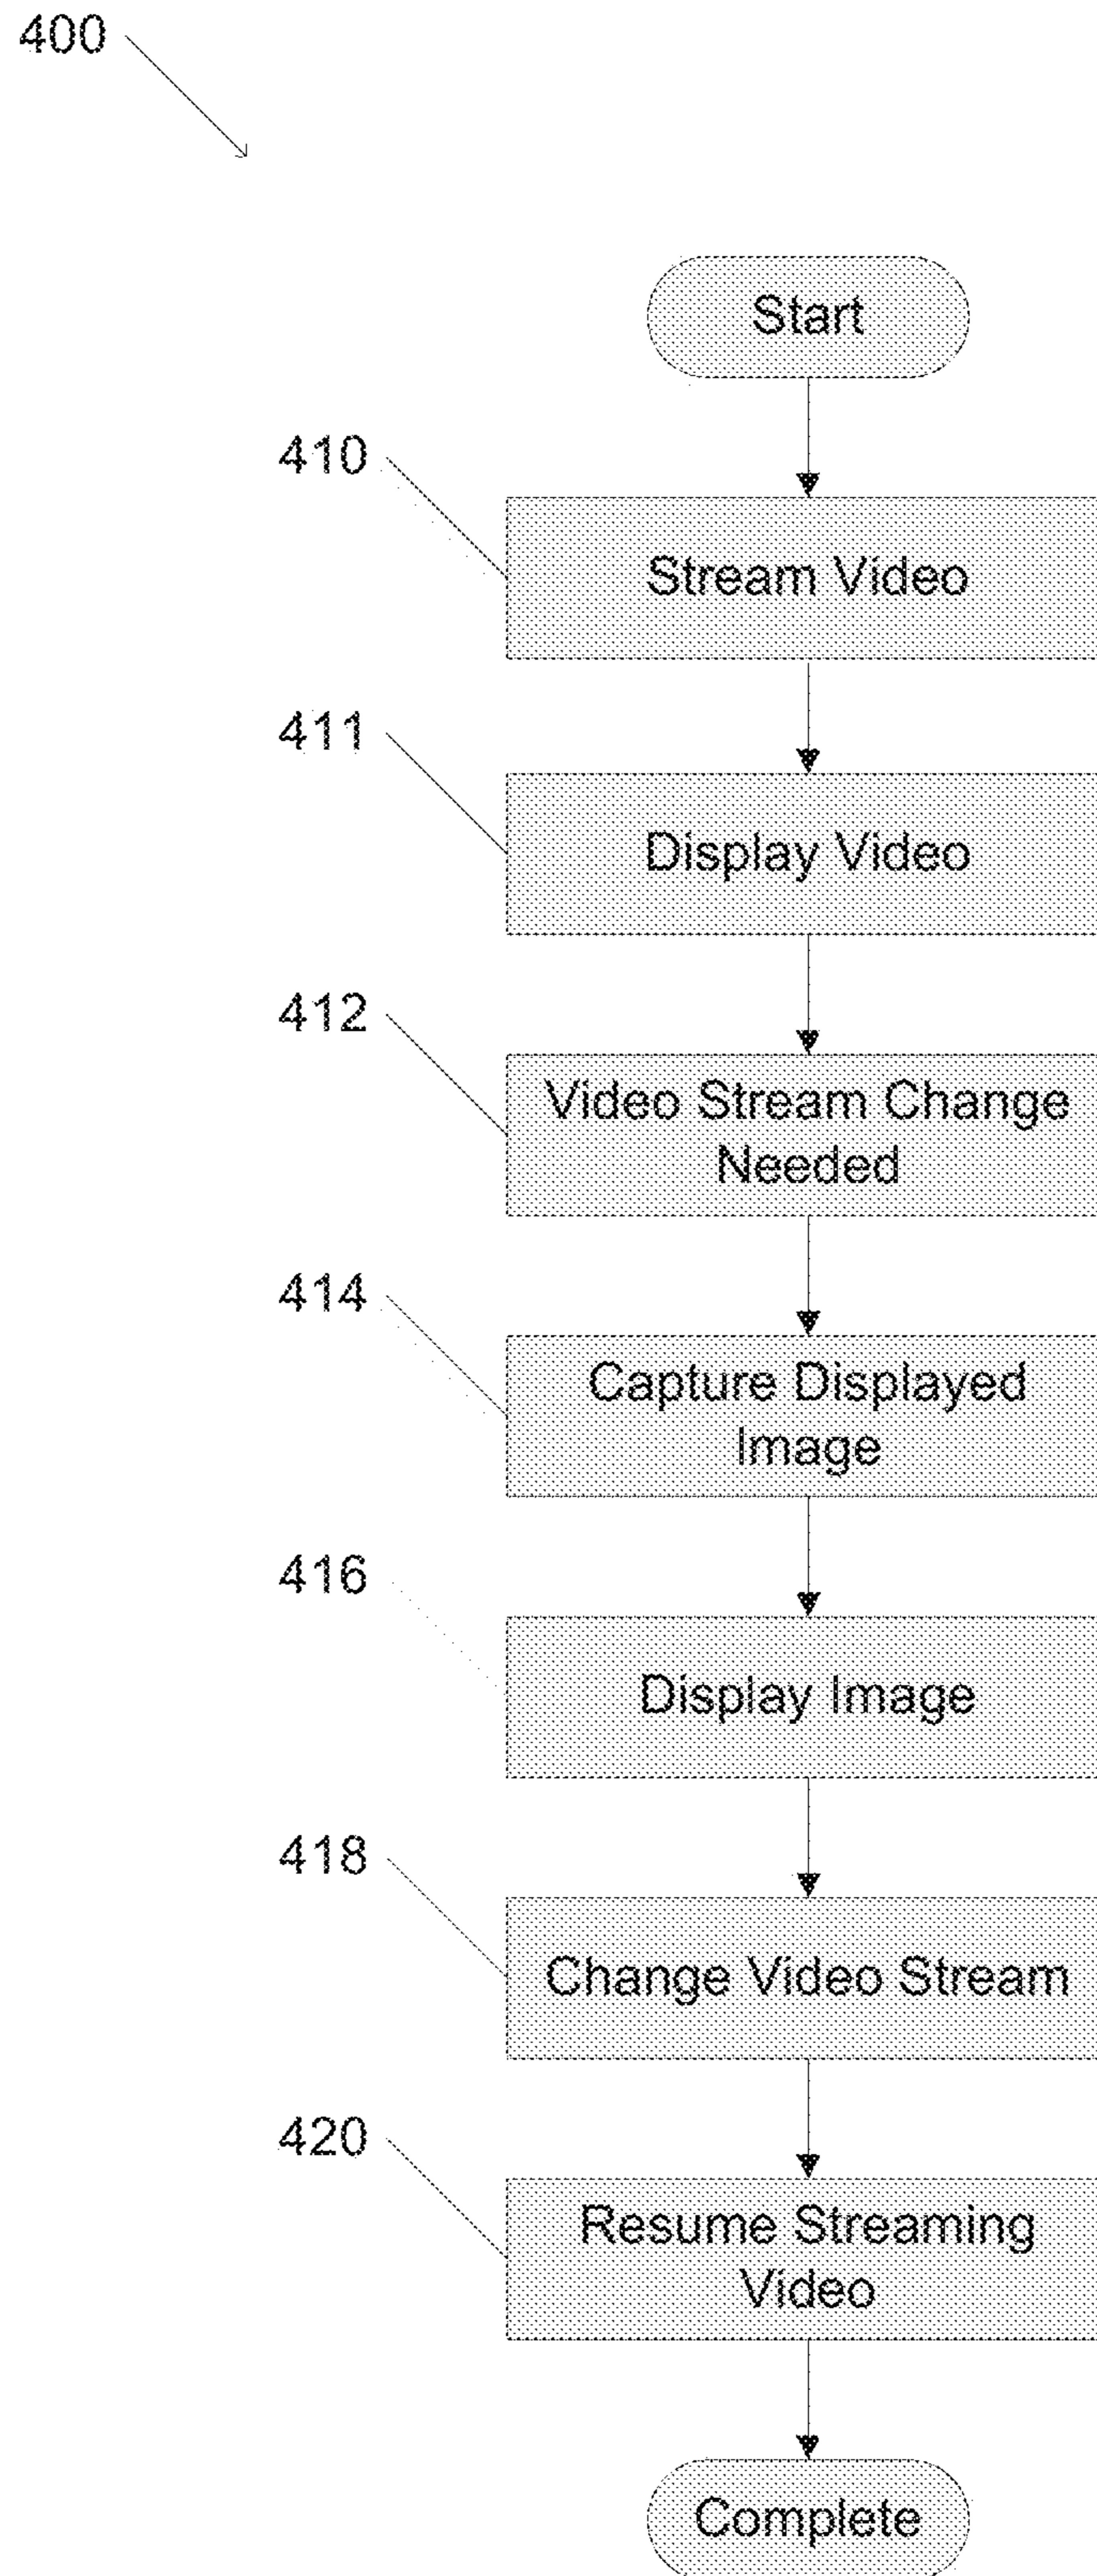 400
Start
410
Stream Video
411
Display Video
412
Video Stream Change
Needed
414
Capture Displayed
Image
416
Display Image
418
Change Video Stream
420
Resume Streaming
Video
Complete